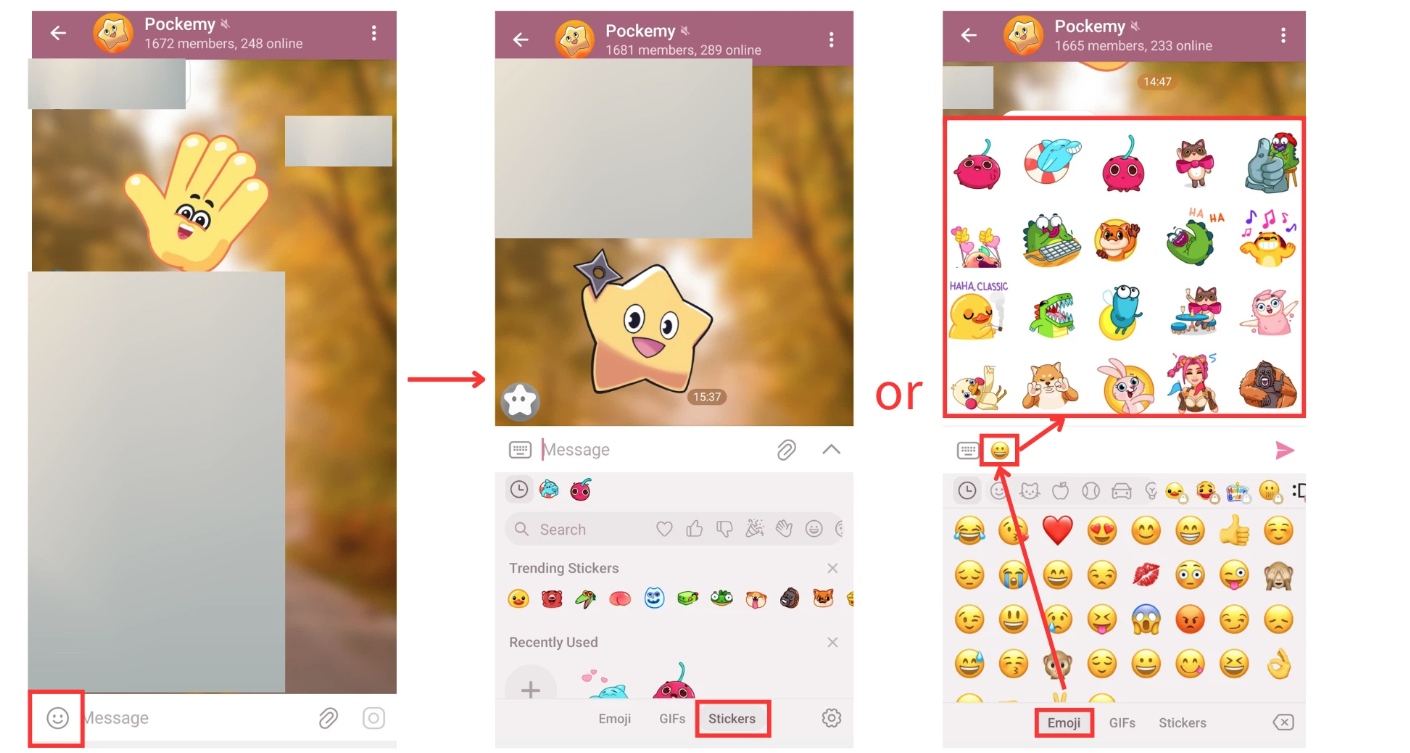 Pockemy
1672 members, 248 online
Message
Pockemy
1681 members, 289 online
15:37
Message
Search
Trending Stickers
Recently Used
Emoji GIFs Stickers
or
Pockemy
1665 members, 233 online
14:47
HA HA
HAHA, CLASSIC
Emoji GIFs Stickers